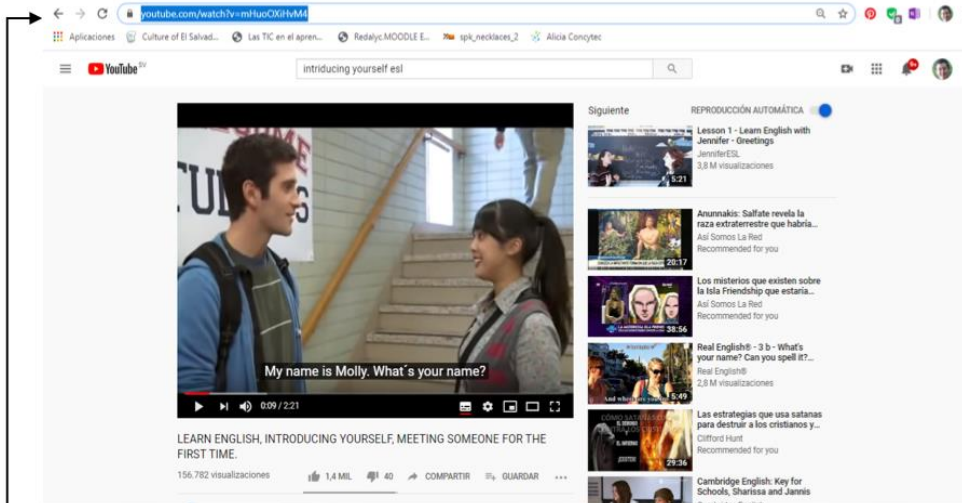 youtube.com/watch?v=mHuoOXiHvM4
Aplicaciones Culture of El Salvad... Las TIC en el apren... Redalyc.MOODLE E... spk_necklaces_2 Alicia Concytec
YouTube SV
intriducing yourself esl
9+
My name is Molly. What´s your name?
0:09 / 2:21
LEARN ENGLISH, INTRODUCING YOURSELF, MEETING SOMEONE FOR THE
FIRST TIME.
156.782 visualizaciones 1,4 MIL 40 COMPARTIR GUARDAR ...
Siguiente REPRODUCCIÓN AUTOMÁTICA
Lesson 1 - Learn English with
Jennifer - Greetings
JenniferESL
3,8 M visualizaciones
5:21
Anunnakis: Salfate revela la
raza extraterrestre que habría...
Así Somos La Red
Recommended for you
20:17
Los misterios que existen sobre
la Isla Friendship que estaría...
Así Somos La Red
Recommended for you
38:56
Real English® - 3 b - What's
your name? Can you spell it?...
Real English®
2,8 M visualizaciones
5:49
Las estrategias que usa satanas
para destruir a los cristianos y...
Clifford Hunt
Recommended for you
29:36
Cambridge English: Key for
Schools, Sharissa and Jannis